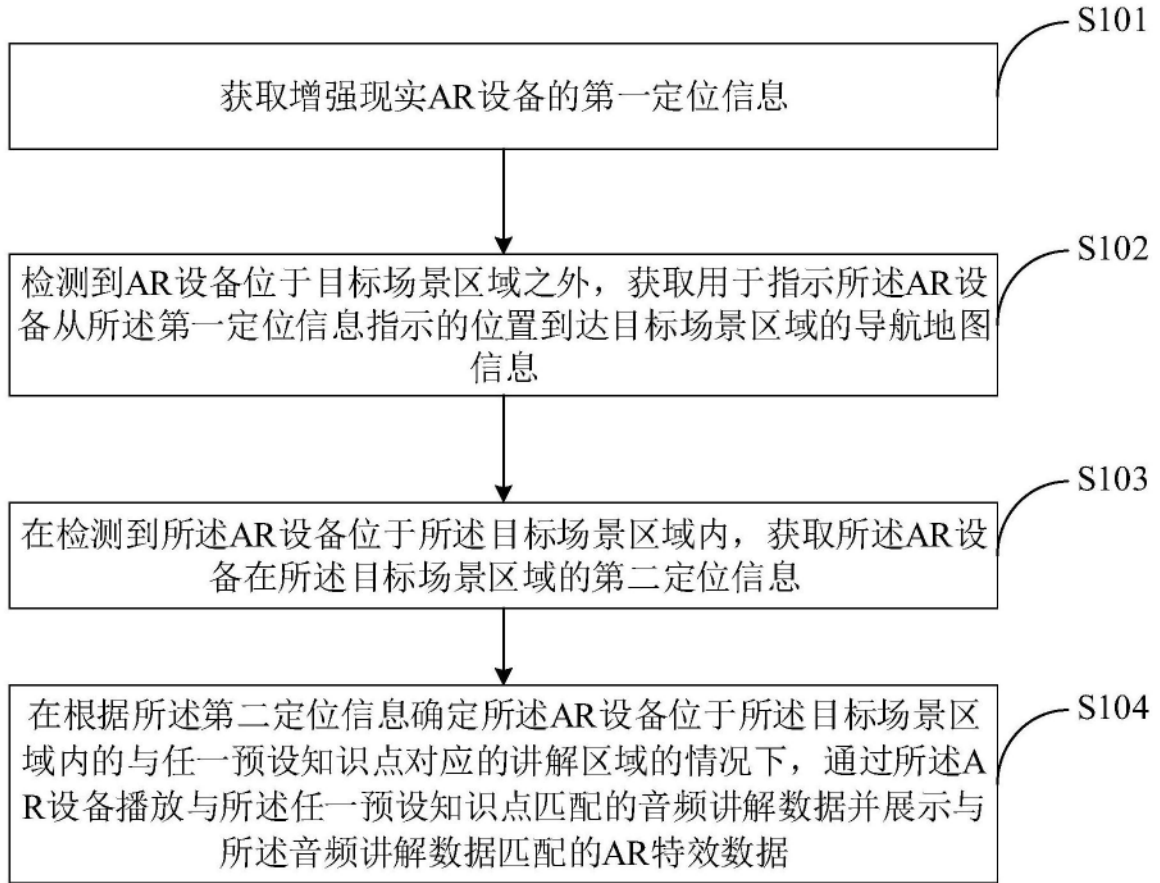 S101
获取增强现实AR设备的第一定位信息
S102
检测到AR设备位于目标场景区域之外，获取用于指示所述AR设
备从所述第一定位信息指示的位置到达目标场景区域的导航地图
信息
S103
在检测到所述AR设备位于所述目标场景区域内，获取所述AR设
备在所述目标场景区域的第二定位信息
S104
在根据所述第二定位信息确定所述AR设备位于所述目标场景区
域内的与任一预设知识点对应的讲解区域的情况下，通过所述A
R设备播放与所述任一预设知识点匹配的音频讲解数据并展示与
所述音频讲解数据匹配的AR特效数据